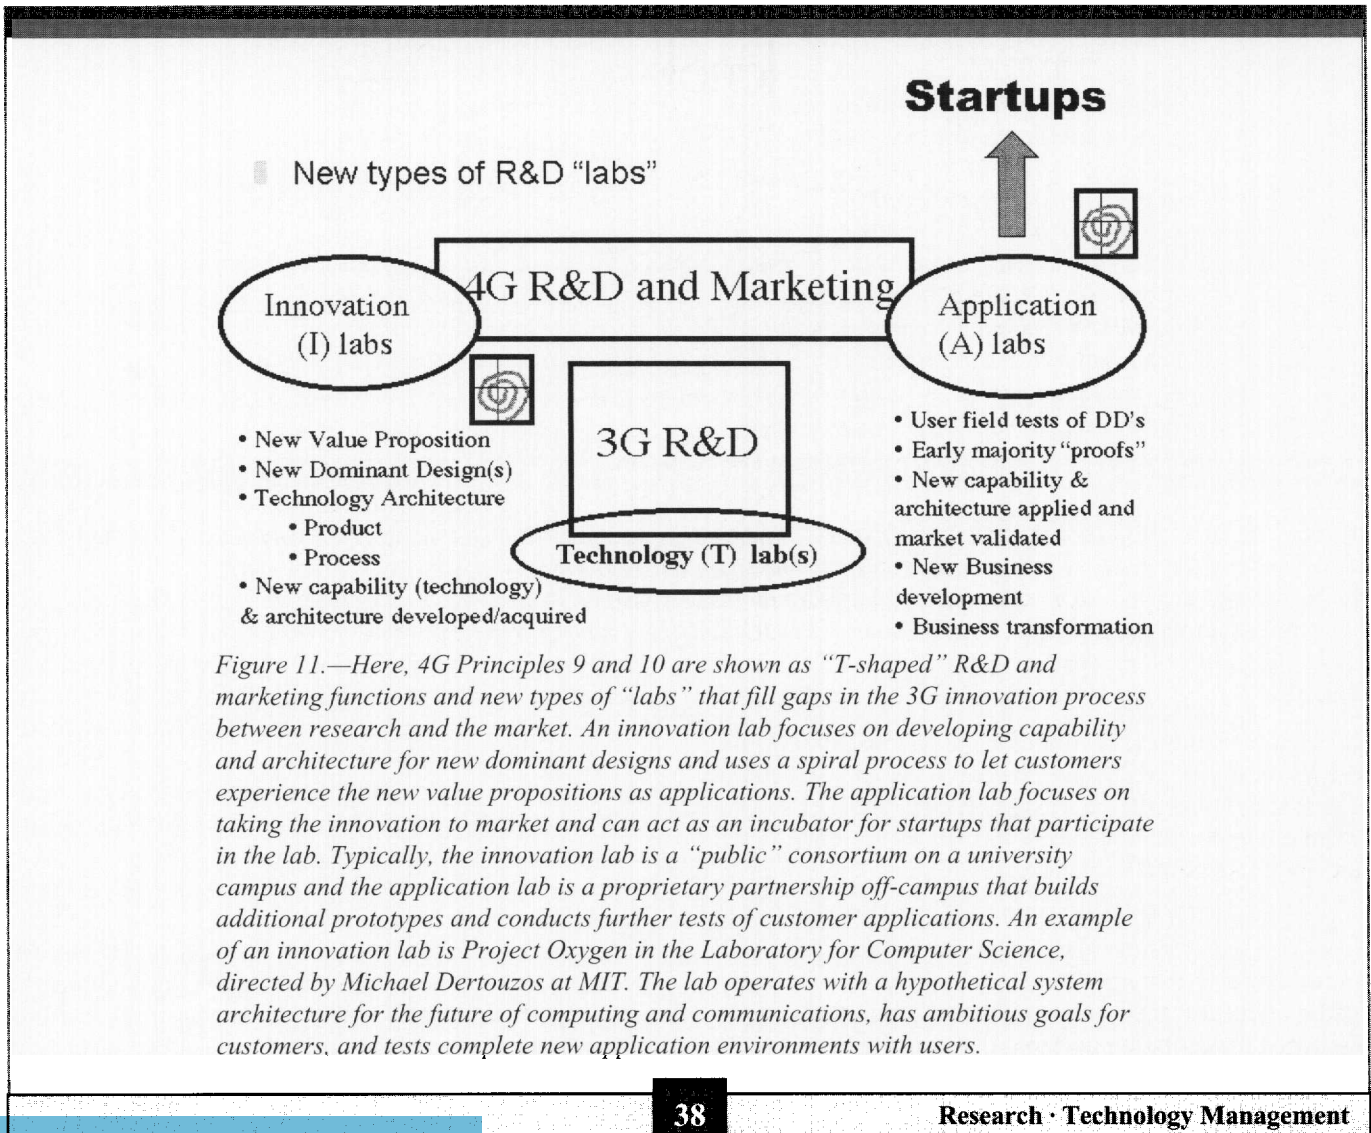 Startups
New types of R&D “labs”
4G R&D and Marketing
Innovation
(I) labs
Application
(A) labs
3G R&D
Technology (T) lab(s)
• New Value Proposition
• New Dominant Design(s)
• Technology Architecture
• Product
• Process
• New capability (technology)
& architecture developed/acquired
• User field tests of DD's
• Early majority “proofs”
• New capability &
architecture applied and
market validated
• New Business
development
• Business transformation
Figure 11.—Here, 4G Principles 9 and 10 are shown as “T-shaped” R&D and
marketing functions and new types of “labs” that fill gaps in the 3G innovation process
between research and the market. An innovation lab focuses on developing capability
and architecture for new dominant designs and uses a spiral process to let customers
experience the new value propositions as applications. The application lab focuses on
taking the innovation to market and can act as an incubator for startups that participate
in the lab. Typically, the innovation lab is a “public” consortium on a university
campus and the application lab is a proprietary partnership off-campus that builds
additional prototypes and conducts further tests of customer applications. An example
of an innovation lab is Project Oxygen in the Laboratory for Computer Science,
directed by Michael Dertouzos at MIT. The lab operates with a hypothetical system
architecture for the future of computing and communications, has ambitious goals for
customers, and tests complete new application environments with users.
38
Research · Technology Management